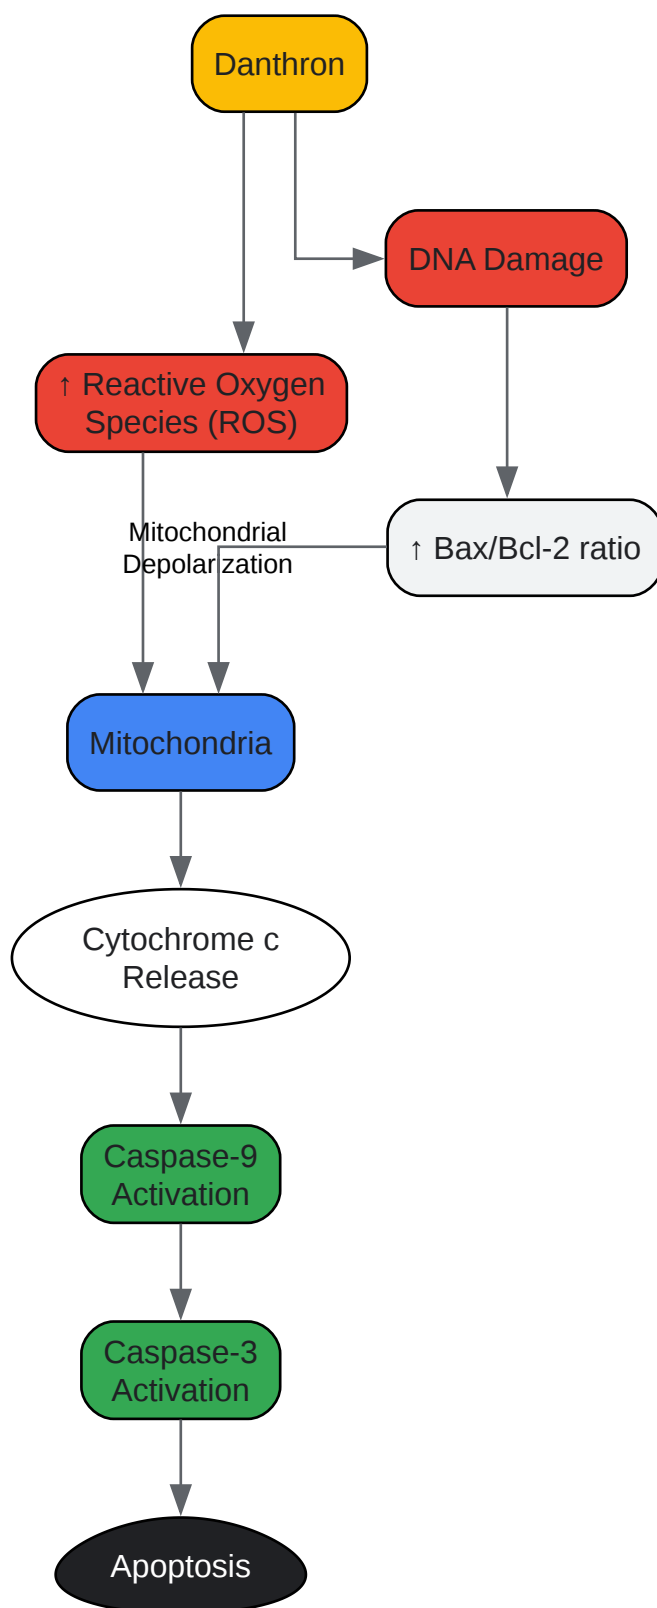 Danthron
DNA Damage
↑ Reactive Oxygen
Species (ROS)
Mitochondrial
Depolarization
↑ Bax/Bcl-2 ratio
Mitochondria
Cytochrome c
Release
Caspase-9
Activation
Caspase-3
Activation
Apoptosis